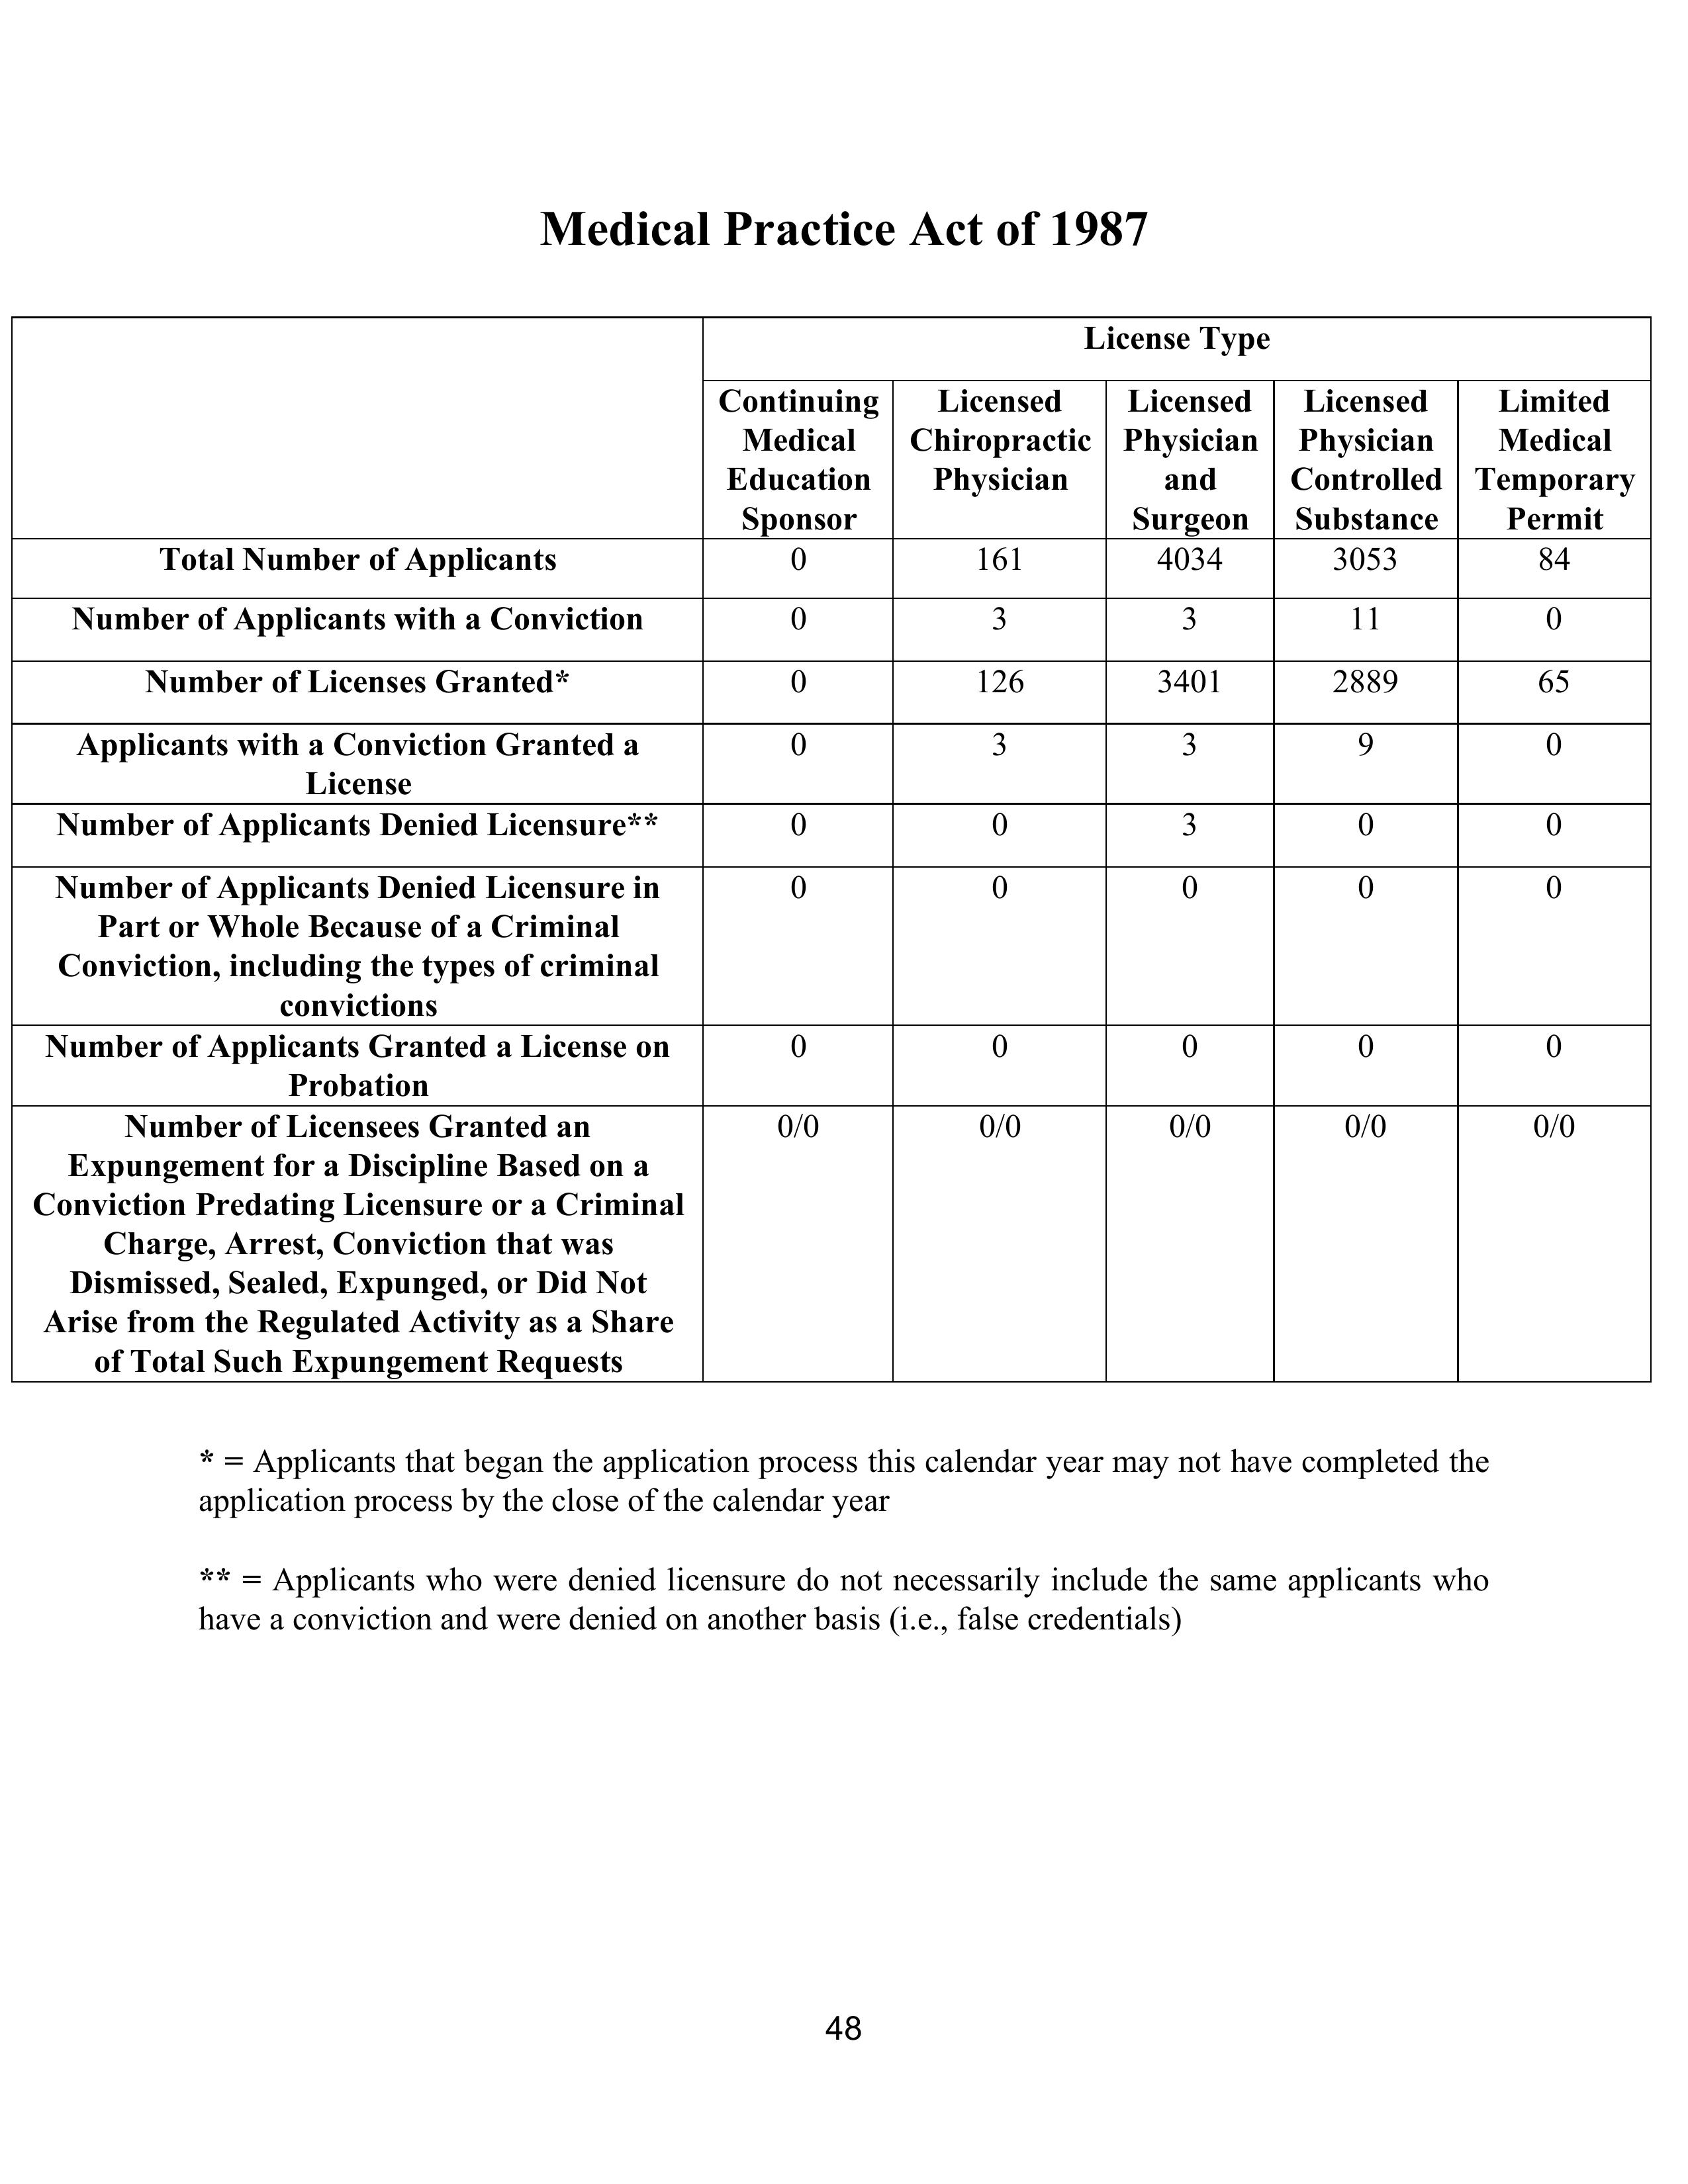 Medical Practice Act of 1987
License Type
Continuing Medical Education Sponsor | Licensed Chiropractic Physician | Licensed Physician and Surgeon | Licensed Physician Controlled Substance | Limited Medical Temporary Permit
Total Number of Applicants | 0 | 161 | 4034 | 3053 | 84
Number of Applicants with a Conviction | 0 | 3 | 3 | 11 | 0
Number of Licenses Granted* | 0 | 126 | 3401 | 2889 | 65
Applicants with a Conviction Granted a License | 0 | 3 | 3 | 9 | 0
Number of Applicants Denied Licensure** | 0 | 0 | 3 | 0 | 0
Number of Applicants Denied Licensure in Part or Whole Because of a Criminal Conviction, including the types of criminal convictions | 0 | 0 | 0 | 0 | 0
Number of Applicants Granted a License on Probation | 0 | 0 | 0 | 0 | 0
Number of Licensees Granted an Expungement for a Discipline Based on a Conviction Predating Licensure or a Criminal Charge, Arrest, Conviction that was Dismissed, Sealed, Expunged, or Did Not Arise from the Regulated Activity as a Share of Total Such Expungement Requests | 0/0 | 0/0 | 0/0 | 0/0 | 0/0
* = Applicants that began the application process this calendar year may not have completed the
application process by the close of the calendar year
** = Applicants who were denied licensure do not necessarily include the same applicants who
have a conviction and were denied on another basis (i.e., false credentials)
48